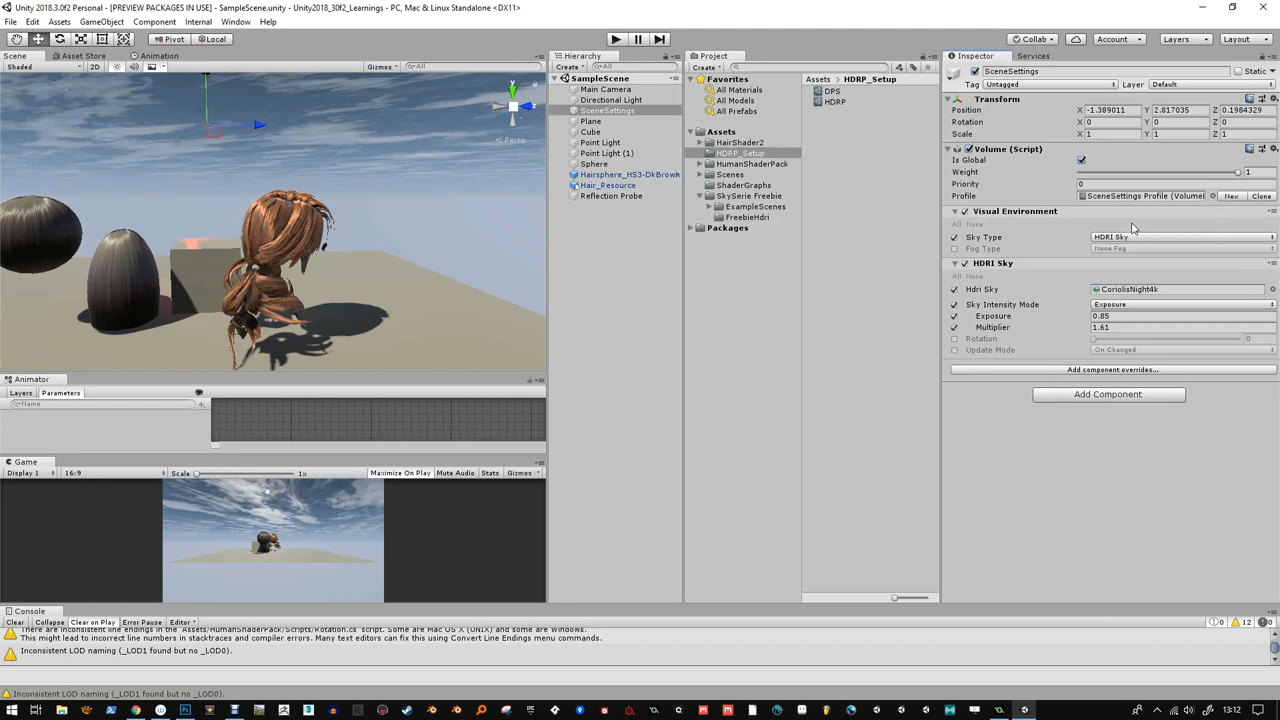 Unity 2018.3.0f2 Personal - [PREVIEW PACKAGES IN USE] - SampleScene.unity - Unity2018_30f2_Learnings - PC, Mac & Linux Standalone <DX11>
File Edit Assets GameObject Component Internal Window Help
Pivot Local Collab Account Layers Layout
Scene Asset Store Animation
Shaded 2D Gizmos All
y
z
Persp
Animator
Layers Parameters
Name
Game
Display 1 16:9 Scale 1x Maximize On Play Mute Audio Stats Gizmos
Hierarchy
Create All
SampleScene
Main Camera
Directional Light
SceneSettings
Plane
Cube
Point Light
Point Light (1)
Sphere
Hairsphere_HS3-DkBrown
Hair_Resource
Reflection Probe
Project
Create
Favorites
All Materials
All Models
All Prefabs
Assets
HairShader2
HDRP_Setup
HumanShaderPack
Scenes
ShaderGraphs
SkySerie Freebie
ExampleScenes
FreebieHdri
Packages
Assets HDRP_Setup
DPS
HDRP
Inspector Services
SceneSettings Static
Tag Untagged Layer Default
Transform
Position X -1.389011 Y 2.817035 Z 0.1984329
Rotation X 0 Y 0 Z 0
Scale X 1 Y 1 Z 1
Volume (Script)
Is Global
Weight 1
Priority 0
Profile SceneSettings Profile (Volumel New Clone
Visual Environment
All None
Sky Type HDRI Sky
Fog Type None Fog
HDRI Sky
All None
Hdri Sky CoriolisNight4k
Sky Intensity Mode Exposure
Exposure 0.85
Multiplier 1.61
Rotation 0
Update Mode On Changed
Add component overrides...
Add Component
Console
Clear Collapse Clear on Play Error Pause Editor 0 12 0
There are inconsistent line endings in the 'Assets/HumanShaderPack/Scripts/Rotation.cs' script. Some are Mac OS X (UNIX) and some are Windows.
This might lead to incorrect line numbers in stacktraces and compiler errors. Many text editors can fix this using Convert Line Endings menu commands.
Inconsistent LOD naming (_LOD1 found but no _LOD0).
Inconsistent LOD naming (_LOD1 found but no _LOD0).
13:12